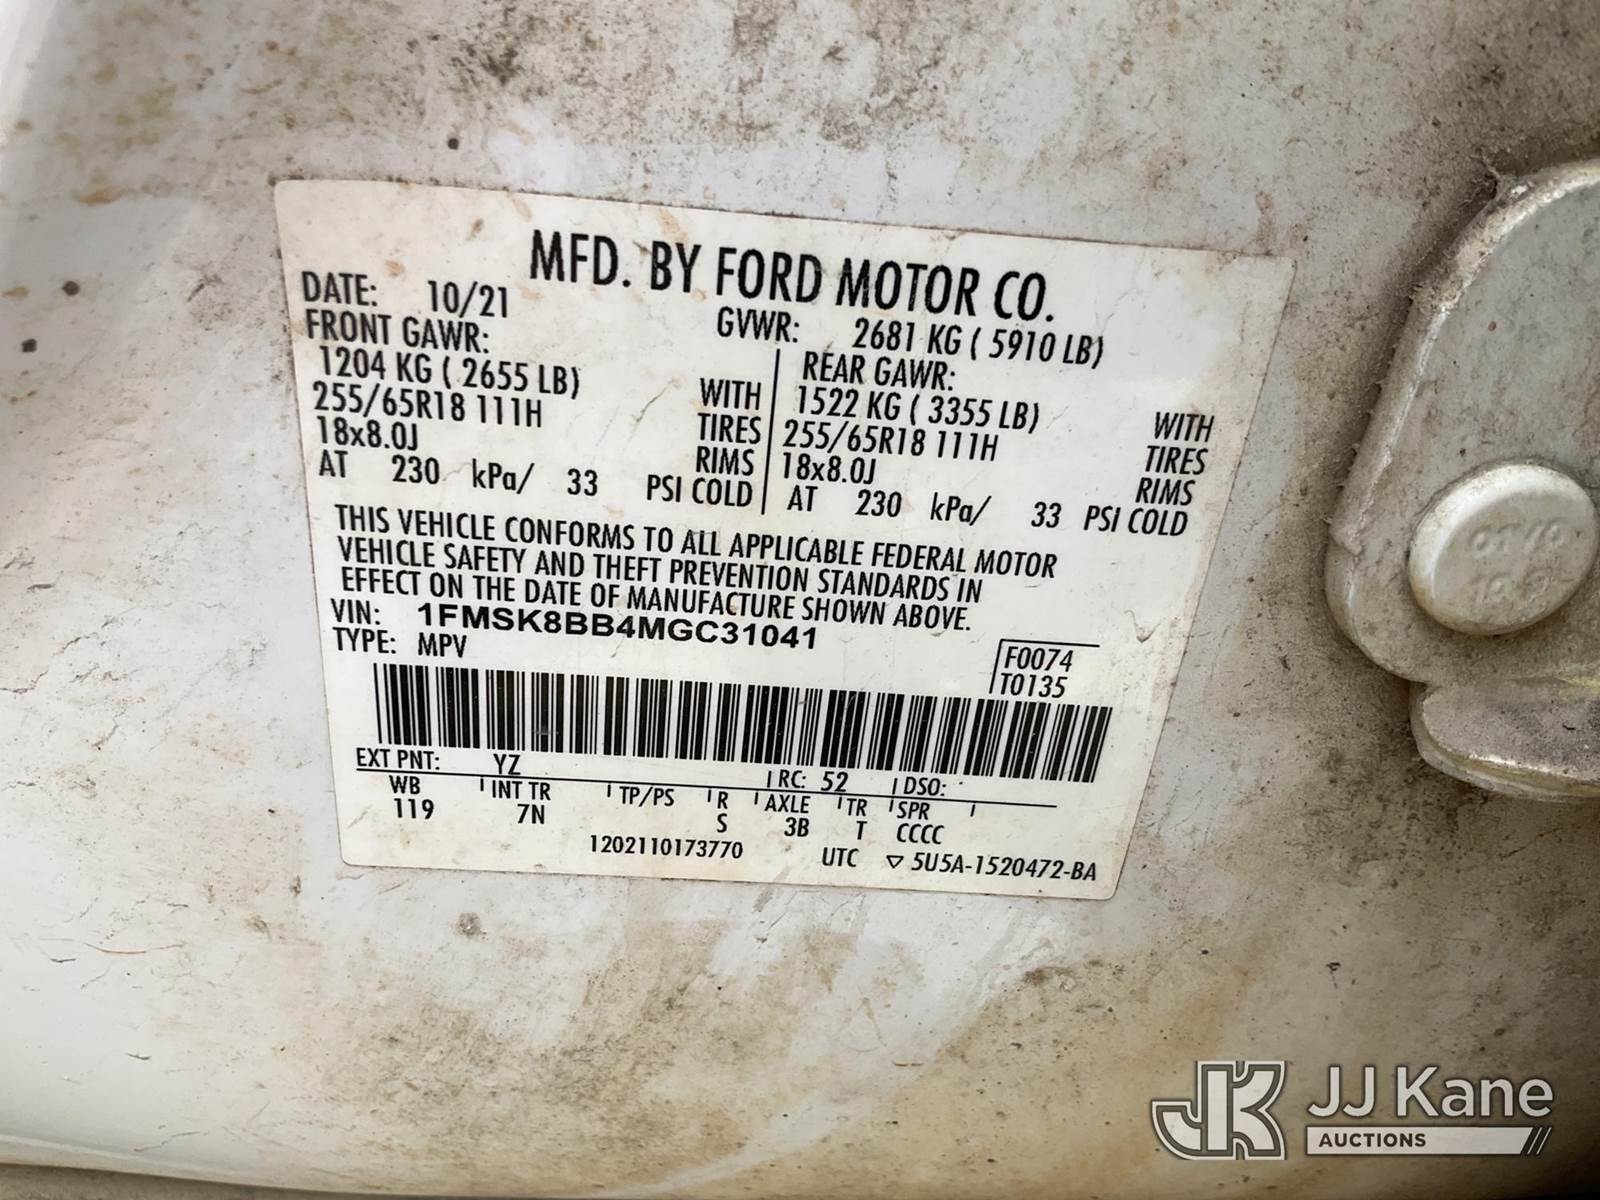 MFD. BY FORD MOTOR CO.
DATE: 10/21
GVWR: 2681 KG ( 5910 LB)
FRONT GAWR:
REAR GAWR:
1204 KG ( 2655 LB) WITH
1522 KG ( 3355 LB) WITH
255/65R18 111H TIRES
255/65R18 111H TIRES
18x8.0J RIMS
18x8.0J RIMS
AT 230 kPa/ 33 PSI COLD
AT 230 kPa/ 33 PSI COLD
THIS VEHICLE CONFORMS TO ALL APPLICABLE FEDERAL MOTOR
VEHICLE SAFETY AND THEFT PREVENTION STANDARDS IN
EFFECT ON THE DATE OF MANUFACTURE SHOWN ABOVE.
VIN: 1FMSK8BB4MGC31041
TYPE: MPV
F0074
T0135
EXT PNT: YZ RC: 52 DSO:
WB INT TR TP/PS R AXLE TR SPR
119 7N S 3B T CCCC
1202110173770 UTC ▽ 5U5A-1520472-BA
JK JJ Kane
AUCTIONS